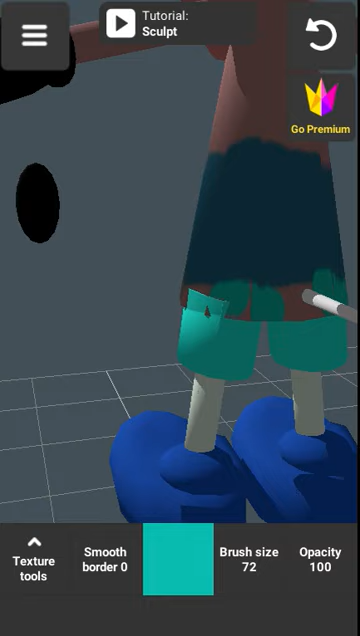 Tutorial:
Sculpt
Go Premium
Texture
tools
Smooth
border 0
Brush size
72
Opacity
100